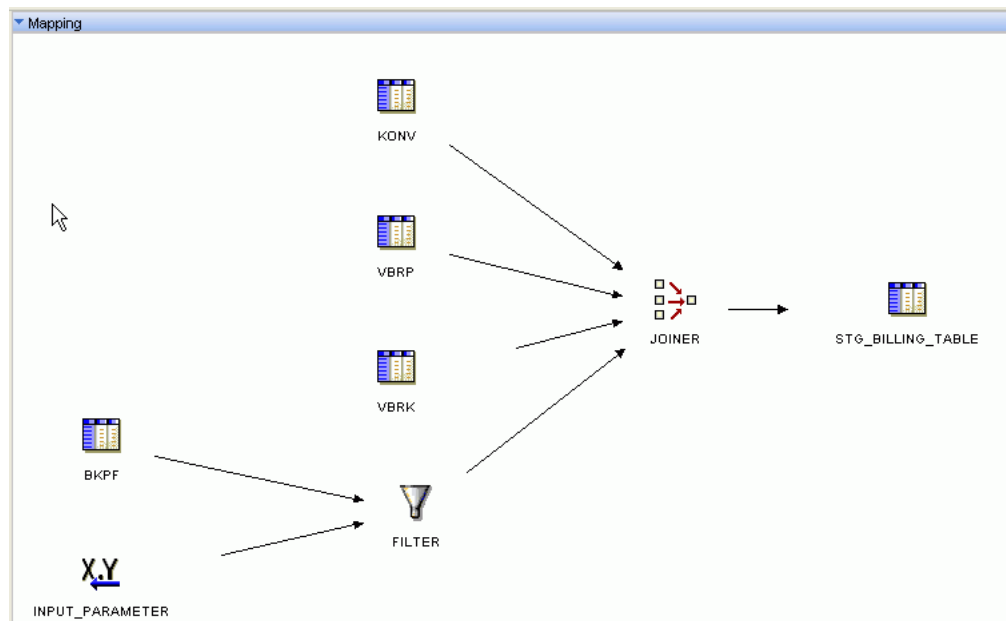 Mapping
KONV
VBRP
JOINER
STG_BILLING_TABLE
VBRK
BKPF
FILTER
X.Y
INPUT_PARAMETER